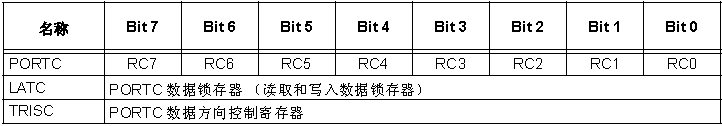 名称 Bit 7 Bit 6 Bit 5 Bit 4 Bit 3 Bit 2 Bit 1 Bit 0
PORTC RC7 RC6 RC5 RC4 RC3 RC2 RC1 RC0
LATC PORTC 数据锁存器 （读取和写入数据锁存器）
TRISC PORTC 数据方向控制寄存器